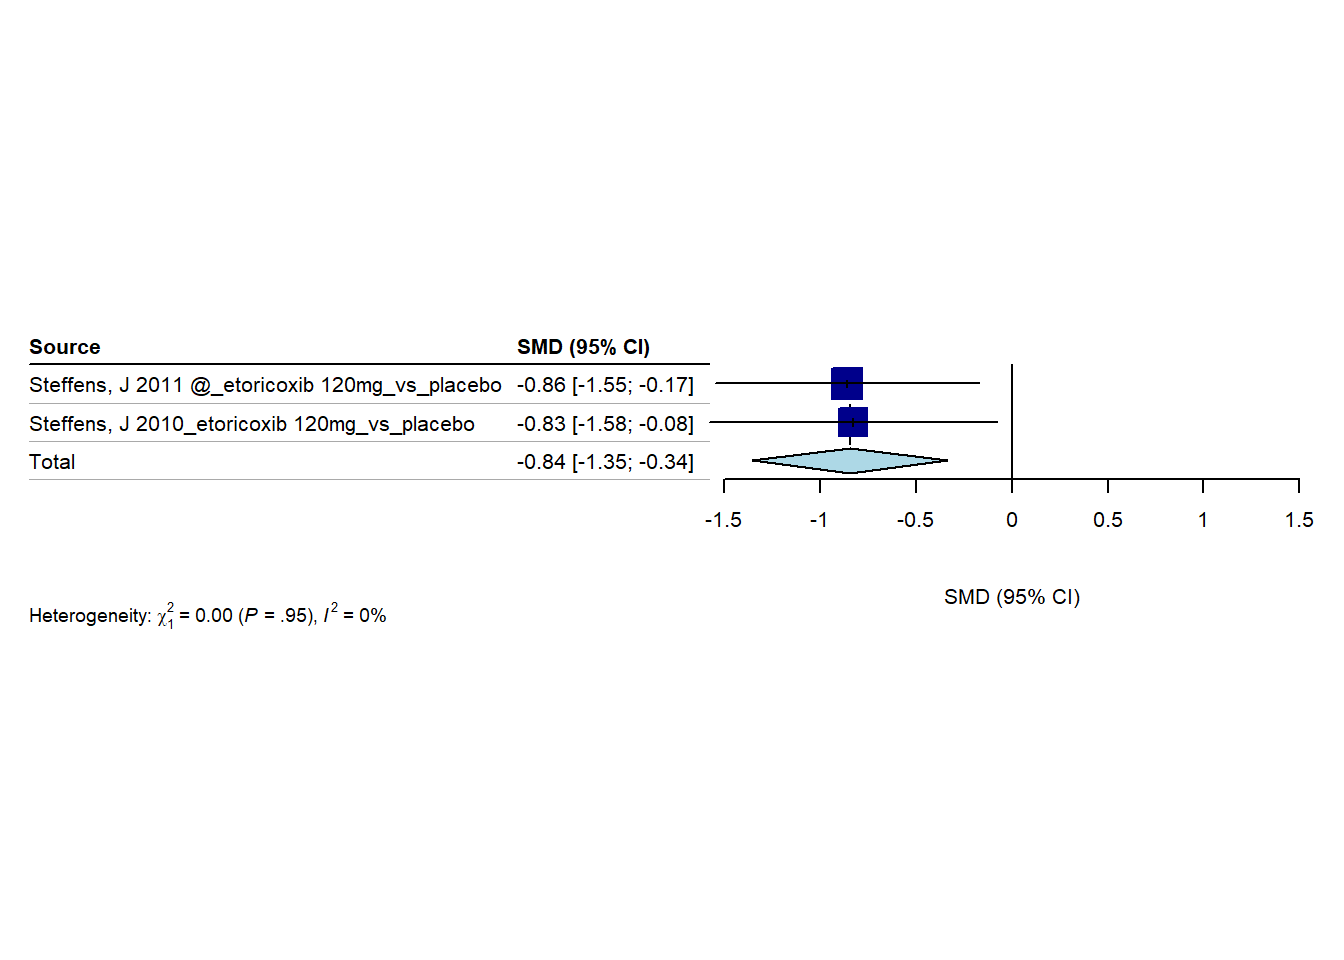 Source SMD (95% CI)
Steffens, J 2011 @_etoricoxib 120mg_vs_placebo -0.86 [-1.55; -0.17]
Steffens, J 2010_etoricoxib 120mg_vs_placebo -0.83 [-1.58; -0.08]
Total -0.84 [-1.35; -0.34]
-1.5 -1 -0.5 0 0.5 1 1.5
SMD (95% CI)
Heterogeneity: χ²₁ = 0.00 (P = .95), I² = 0%